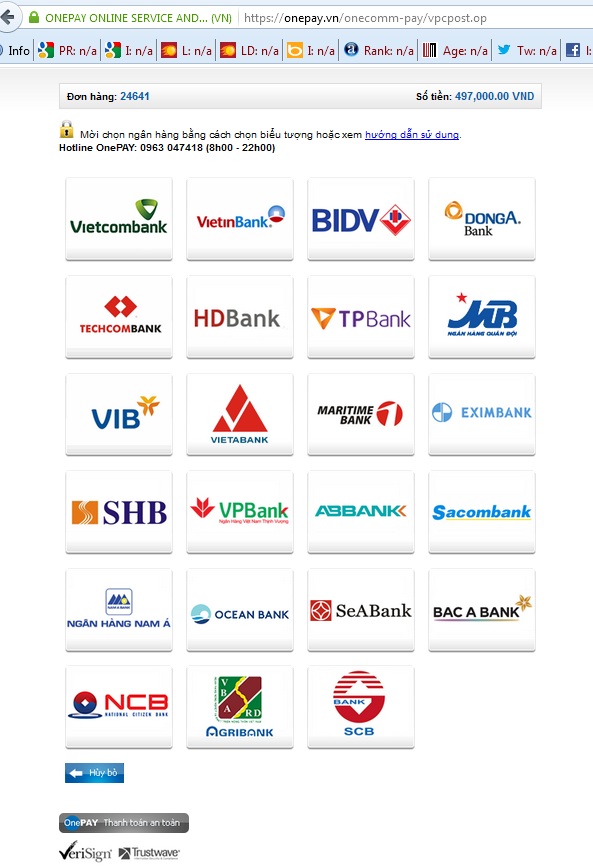 ONEPAY ONLINE SERVICE AND... (VN) https://onepay.vn/onecomm-pay/vpcpost.op
Info PR: n/a I: n/a L: n/a LD: n/a I: n/a Rank: n/a Age: n/a Tw: n/a I:
Đơn hàng: 24641 Số tiền: 497,000.00 VND
Mời chọn ngân hàng bằng cách chọn biểu tượng hoặc xem hướng dẫn sử dụng.
Hotline OnePAY: 0963 047418 (8h00 - 22h00)
Vietcombank VietinBank BIDV DONGA Bank
TECHCOMBANK HDBank TPBank MB
NGÂN HÀNG QUÂN ĐỘI
VIB VIETABANK MARITIME BANK EXIMBANK
SHB VPBank ABBANK Sacombank
Ngân Hàng Việt Nam Thịnh Vượng
NAM A BANK
NGÂN HÀNG NAM Á OCEAN BANK SeABank BAC A BANK
NCB VBARD BANK
NATIONAL CITIZEN BANK AGRIBANK SCB
Hủy bỏ
OnePAY Thanh toán an toàn
VeriSign Trustwave